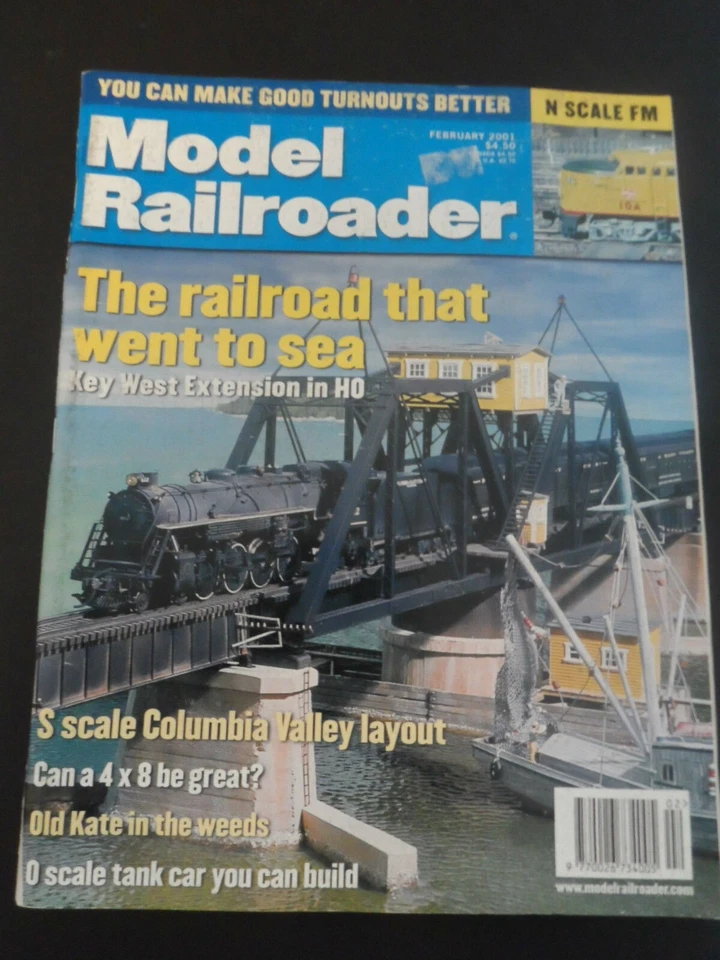 YOU CAN MAKE GOOD TURNOUTS BETTER
N SCALE FM
Model
Railroader
FEBRUARY 2001
$4.50
10A
The railroad that
went to sea
Key West Extension in HO
S scale Columbia Valley layout
Can a 4 x 8 be great?
Old Kate in the weeds
O scale tank car you can build
02>
www.modelrailroader.com